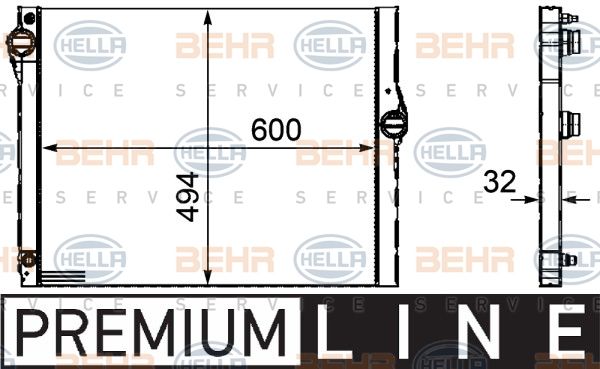 BEHR HELLA BEHR HELLA BEHR
SERVICE SERVICE SERVICE
600
HELLA BEHR HELLA BEHR HELLA
32
494
SERVICE SERVICE SERVICE
BEHR HELLA BEHR HELLA BEHR
SERVICE SERVICE SERVICE
PREMIUM LINE